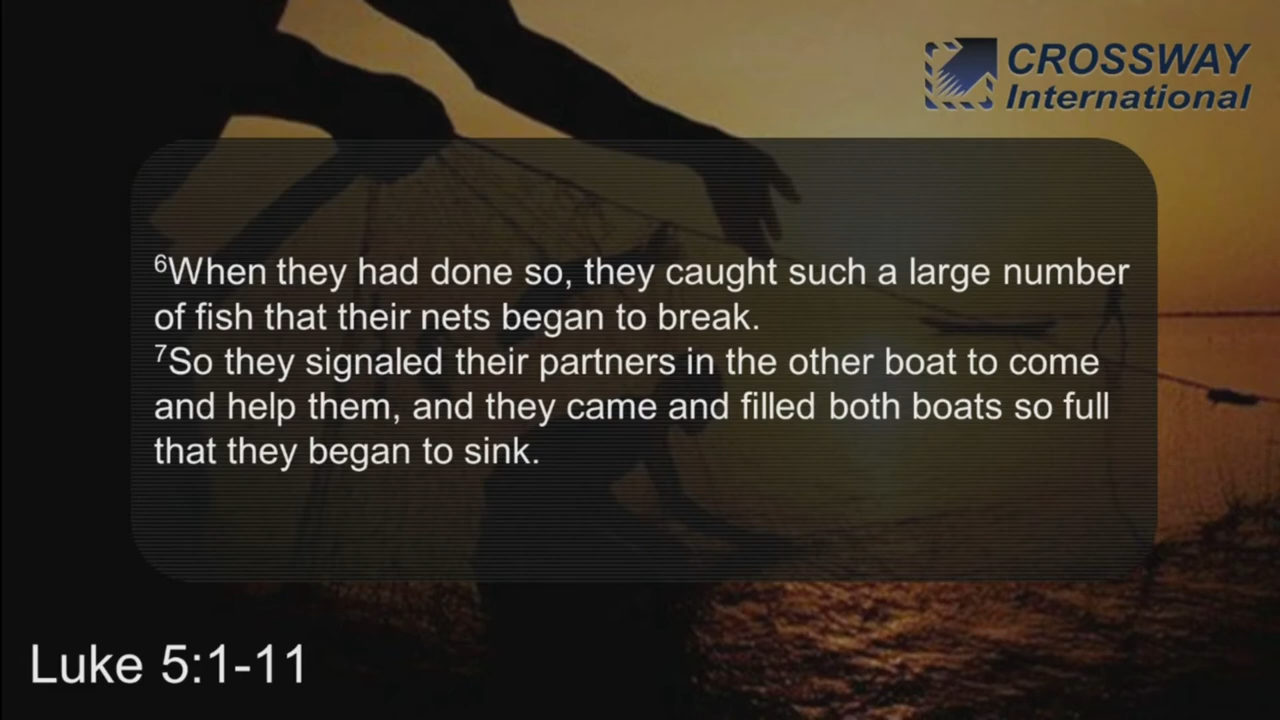 CROSSWAY
International
⁶When they had done so, they caught such a large number
of fish that their nets began to break.
⁷So they signaled their partners in the other boat to come
and help them, and they came and filled both boats so full
that they began to sink.
Luke 5:1-11